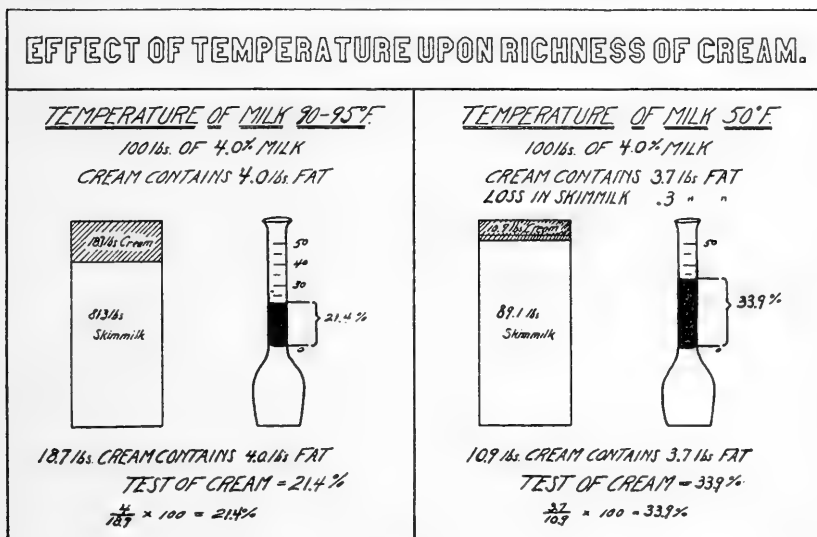 EFFECT OF TEMPERATURE UPON RICHNESS OF CREAM.
TEMPERATURE OF MILK 90-95°F.
100 lbs. OF 4.0% MILK
CREAM CONTAINS 4.0 lbs. FAT
187 lbs Cream
813 lbs
Skimmilk
50
40
30
21.4%
0
18.7 lbs. CREAM CONTAINS 4.0 lbs FAT
TEST OF CREAM = 21.4%
4/18.9 × 100 = 21.4%
TEMPERATURE OF MILK 50°F.
100 lbs. OF 4.0% MILK
CREAM CONTAINS 3.7 lbs FAT
LOSS IN SKIMMILK .3 " "
10.9 lbs Cream
89.1 lbs
Skimmilk
50
33.9%
0
10.9 lbs. CREAM CONTAINS 3.7 lbs FAT
TEST OF CREAM = 33.9%
3.7/10.9 × 100 = 33.9%